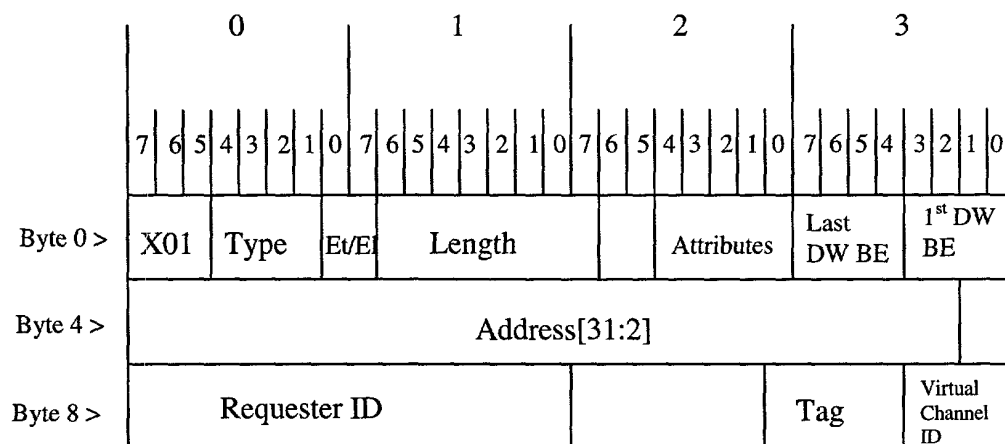 0 1 2 3
7 6 5 4 3 2 1 0 7 6 5 4 3 2 1 0 7 6 5 4 3 2 1 0 7 6 5 4 3 2 1 0
Byte 0 > X01 Type Et/El Length Attributes Last DW BE 1st DW BE
Byte 4 > Address[31:2]
Byte 8 > Requester ID Tag Virtual Channel ID